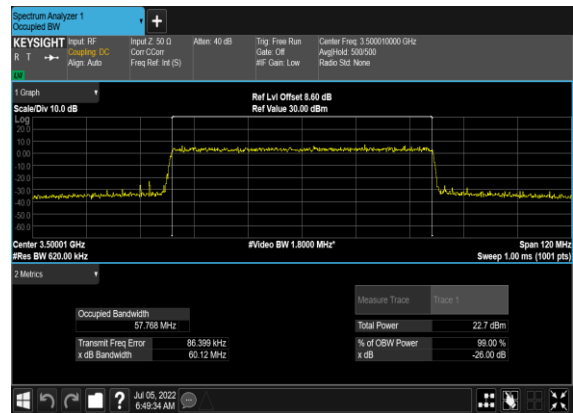 Spectrum Analyzer 1
Occupied BW
KEYSIGHT
R T
LW
Input: RF
Coupling: DC
Align: Auto
Input Z: 50 Ω
Corr CCorr
Freq Ref: Int (S)
Atten: 40 dB
Trig: Free Run
Gate: Off
#IF Gain: Low
Center Freq: 3.500010000 GHz
Avg|Hold: 500/500
Radio Std: None
1 Graph
Scale/Div 10.0 dB
Ref Lvl Offset 8.60 dB
Ref Value 30.00 dBm
Log
20.0
10.0
0.00
-10.0
-20.0
-30.0
-40.0
-50.0
-60.0
Center 3.50001 GHz
#Res BW 620.00 kHz
#Video BW 1.8000 MHz*
Span 120 MHz
Sweep 1.00 ms (1001 pts)
2 Metrics
Measure Trace Trace 1
Occupied Bandwidth
57.768 MHz
Total Power 22.7 dBm
Transmit Freq Error 86.399 kHz
% of OBW Power 99.00 %
x dB Bandwidth 60.12 MHz
x dB -26.00 dB
Jul 05, 2022
6:49:34 AM